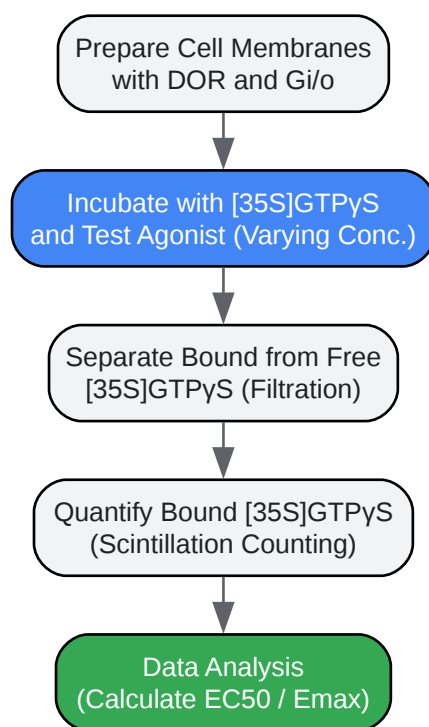 Prepare Cell Membranes
with DOR and Gi/o
Incubate with [35S]GTPγS
and Test Agonist (Varying Conc.)
Separate Bound from Free
[35S]GTPγS (Filtration)
Quantify Bound [35S]GTPγS
(Scintillation Counting)
Data Analysis
(Calculate EC50 / Emax)